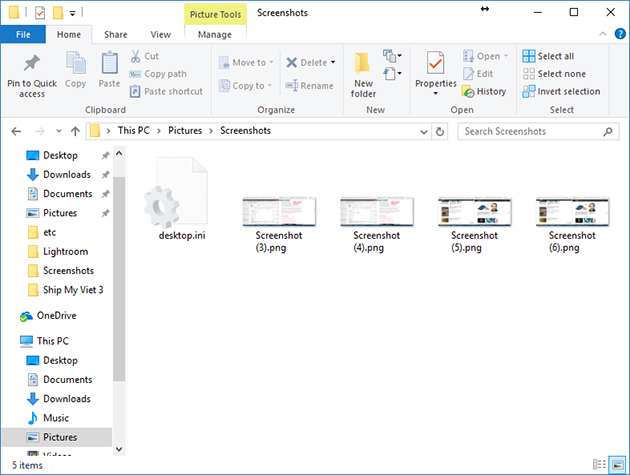 Picture Tools
Screenshots
File
Home
Share
View
Manage
Pin to Quick
access
Copy
Paste
Cut
Copy path
Paste shortcut
Clipboard
Move to
Copy to
Delete
Rename
Organize
New
folder
New
Properties
Open
Edit
History
Open
Select all
Select none
Invert selection
Select
This PC
Pictures
Screenshots
Search Screenshots
Desktop
Downloads
Documents
Pictures
etc
Lightroom
Screenshots
Ship My Viet 3
OneDrive
This PC
Desktop
Documents
Downloads
Music
Pictures
Videos
desktop.ini
Screenshot
(3).png
Screenshot
(4).png
Screenshot
(5).png
Screenshot
(6).png
5 items